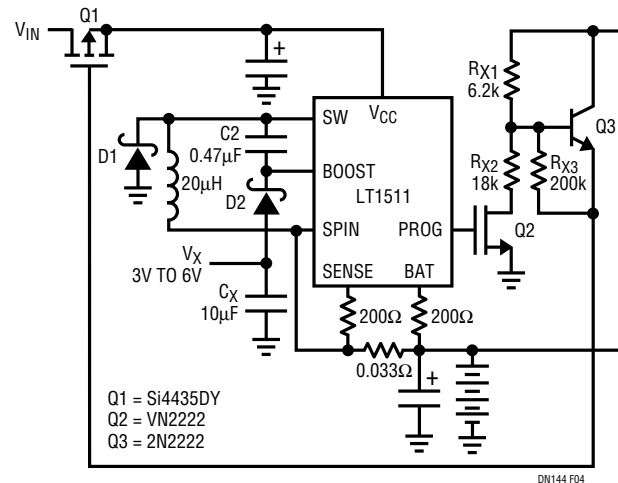 Q1
VIN
+
RX1
6.2k
SW
VCC
C2
0.47µF
Q3
D1
BOOST
RX2
18k
RX3
200k
20µH
D2
LT1511
SPIN
PROG
Q2
VX
3V TO 6V
SENSE
BAT
CX
10µF
200Ω
200Ω
0.033Ω
+
Q1 = Si4435DY
Q2 = VN2222
Q3 = 2N2222
DN144 F04